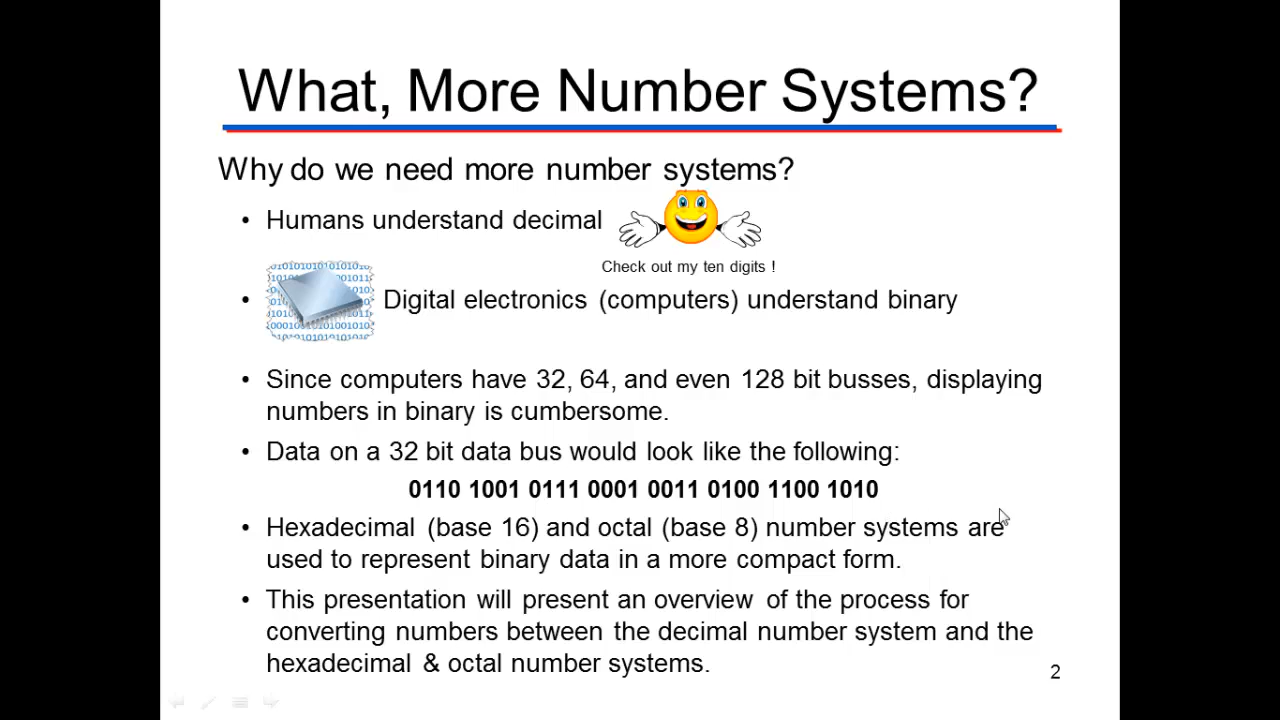 What, More Number Systems?
Why do we need more number systems?
• Humans understand decimal
Check out my ten digits !
• Digital electronics (computers) understand binary
• Since computers have 32, 64, and even 128 bit busses, displaying
numbers in binary is cumbersome.
• Data on a 32 bit data bus would look like the following:
0110 1001 0111 0001 0011 0100 1100 1010
• Hexadecimal (base 16) and octal (base 8) number systems are
used to represent binary data in a more compact form.
• This presentation will present an overview of the process for
converting numbers between the decimal number system and the
hexadecimal & octal number systems.
2